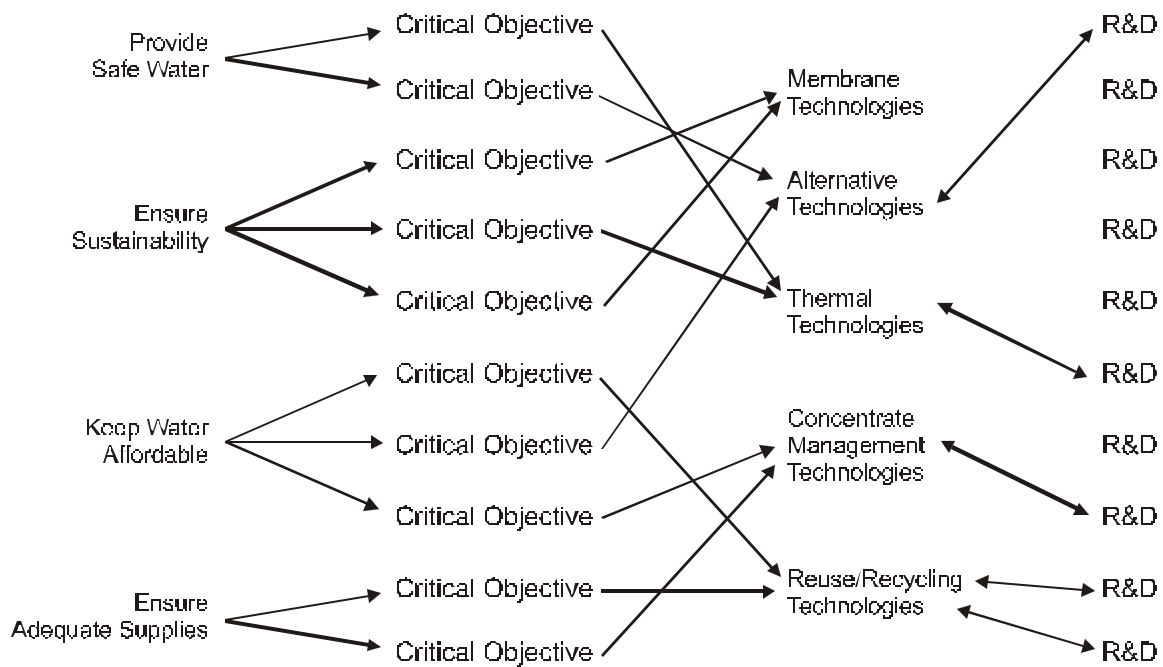 Provide
Safe Water
Ensure
Sustainability
Keep Water
Affordable
Ensure
Adequate Supplies
Critical Objective
Critical Objective
Critical Objective
Critical Objective
Critical Objective
Critical Objective
Critical Objective
Critical Objective
Critical Objective
Critical Objective
Membrane
Technologies
Alternative
Technologies
Thermal
Technologies
Concentrate
Management
Technologies
Reuse/Recycling
Technologies
R&D
R&D
R&D
R&D
R&D
R&D
R&D
R&D
R&D
R&D